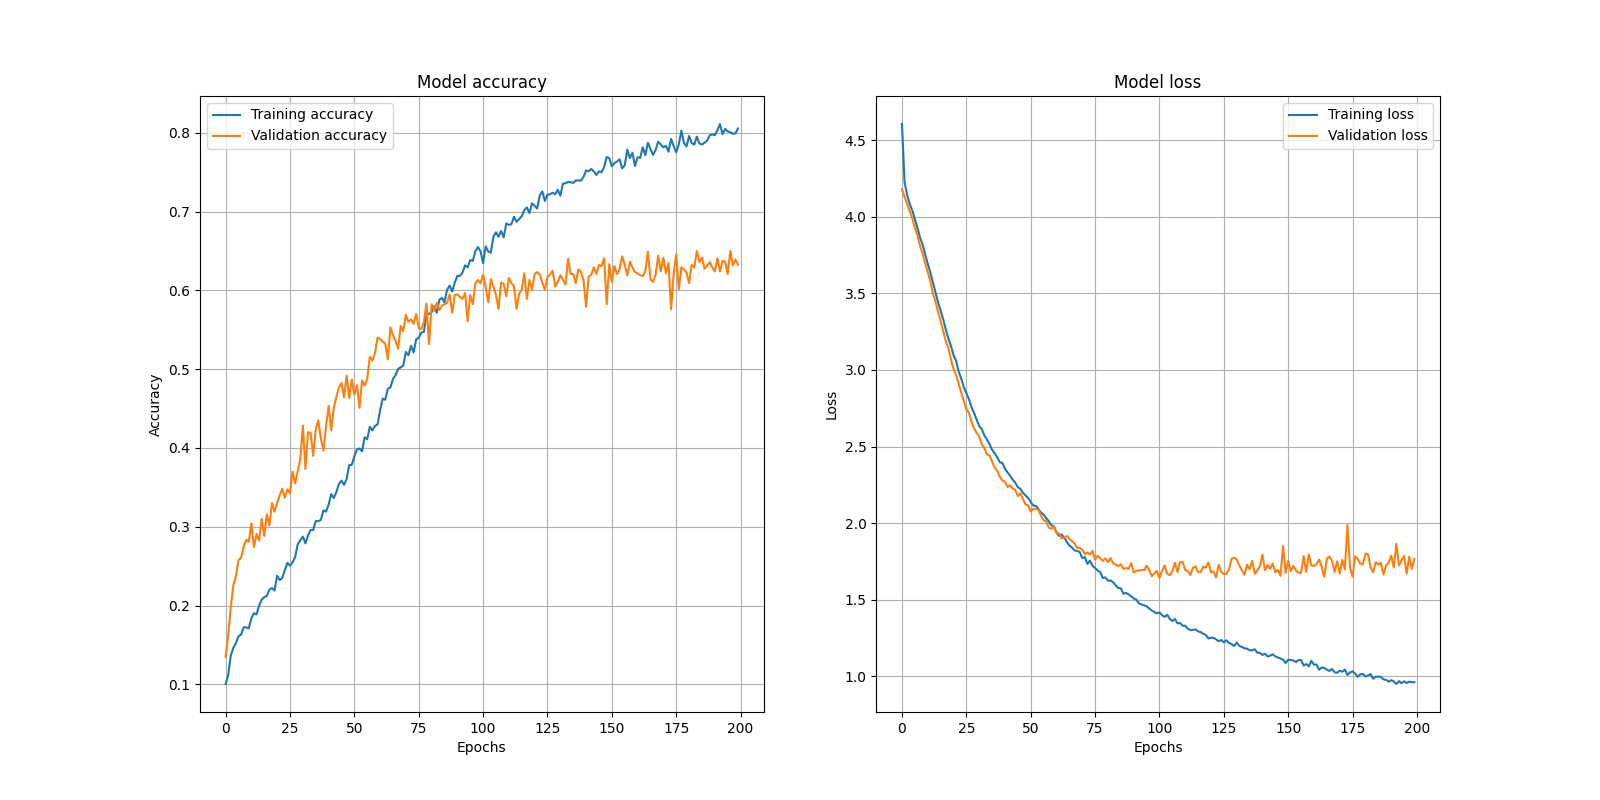 Model accuracy
Training accuracy
Validation accuracy
0.8
0.7
0.6
0.5
0.4
0.3
0.2
0.1
Accuracy
0 25 50 75 100 125 150 175 200
Epochs
Model loss
Training loss
Validation loss
4.5
4.0
3.5
3.0
2.5
2.0
1.5
1.0
Loss
0 25 50 75 100 125 150 175 200
Epochs